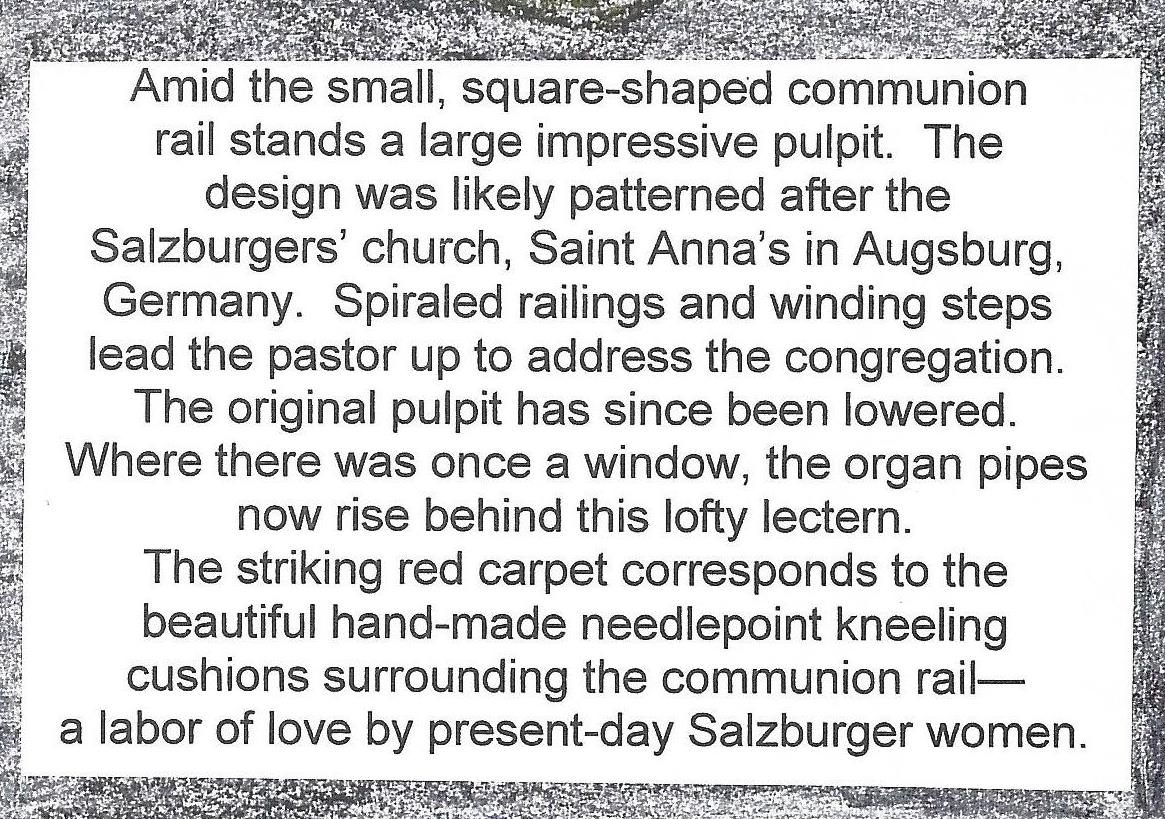 Amid the small, square-shaped communion
rail stands a large impressive pulpit.  The
design was likely patterned after the
Salzburgers’ church, Saint Anna’s in Augsburg,
Germany.  Spiraled railings and winding steps
lead the pastor up to address the congregation.
The original pulpit has since been lowered.
Where there was once a window, the organ pipes
now rise behind this lofty lectern.
The striking red carpet corresponds to the
beautiful hand-made needlepoint kneeling
cushions surrounding the communion rail—
a labor of love by present-day Salzburger women.